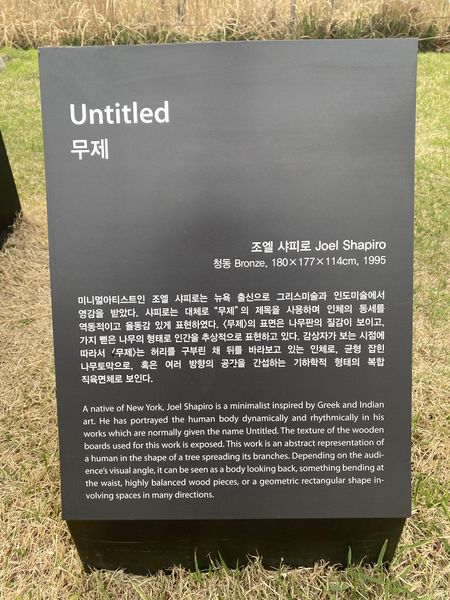 Untitled
무제
조엘 샤피로 Joel Shapiro
청동 Bronze, 180×177×114cm, 1995
미니멀아티스트인 조엘 샤피로는 뉴욕 출신으로 그리스미술과 인도미술에서
영감을 받았다. 샤피로는 대체로 “무제”의 제목을 사용하며 인체의 동세를
역동적이고 율동감 있게 표현하였다. 〈무제〉의 표면은 나무판의 질감이 보이고,
가지 뻗은 나무의 형태로 인간을 추상적으로 표현하고 있다. 감상자가 보는 시점에
따라서 〈무제〉는 허리를 구부린 채 뒤를 바라보고 있는 인체로, 균형 잡힌
나무토막으로, 혹은 여러 방향의 공간을 간섭하는 기하학적 형태의 복합
직육면체로 보인다.
A native of New York, Joel Shapiro is a minimalist inspired by Greek and Indian
art. He has portrayed the human body dynamically and rhythmically in his
works which are normally given the name Untitled. The texture of the wooden
boards used for this work is exposed. This work is an abstract representation of
a human in the shape of a tree spreading its branches. Depending on the audi-
ence's visual angle, it can be seen as a body looking back, something bending at
the waist, highly balanced wood pieces, or a geometric rectangular shape in-
volving spaces in many directions.